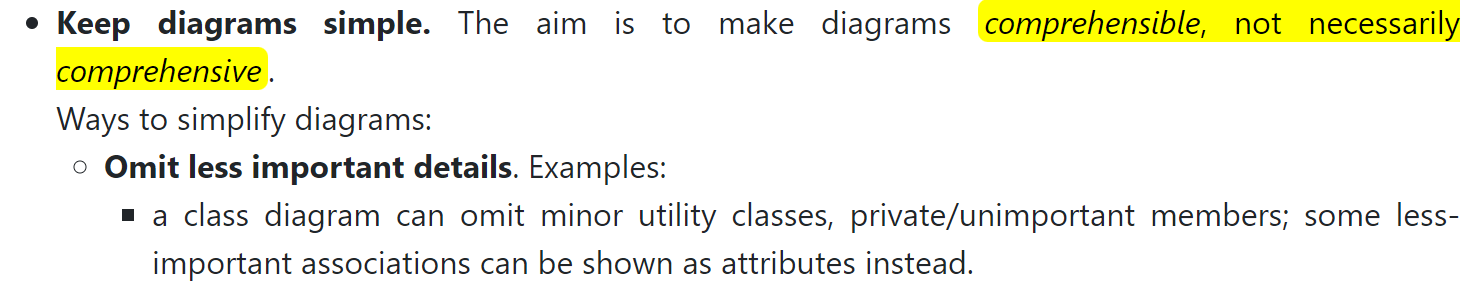 Keep diagrams simple. The aim is to make diagrams comprehensible, not necessarily
comprehensive.
Ways to simplify diagrams:
Omit less important details. Examples:
a class diagram can omit minor utility classes, private/unimportant members; some less-
important associations can be shown as attributes instead.